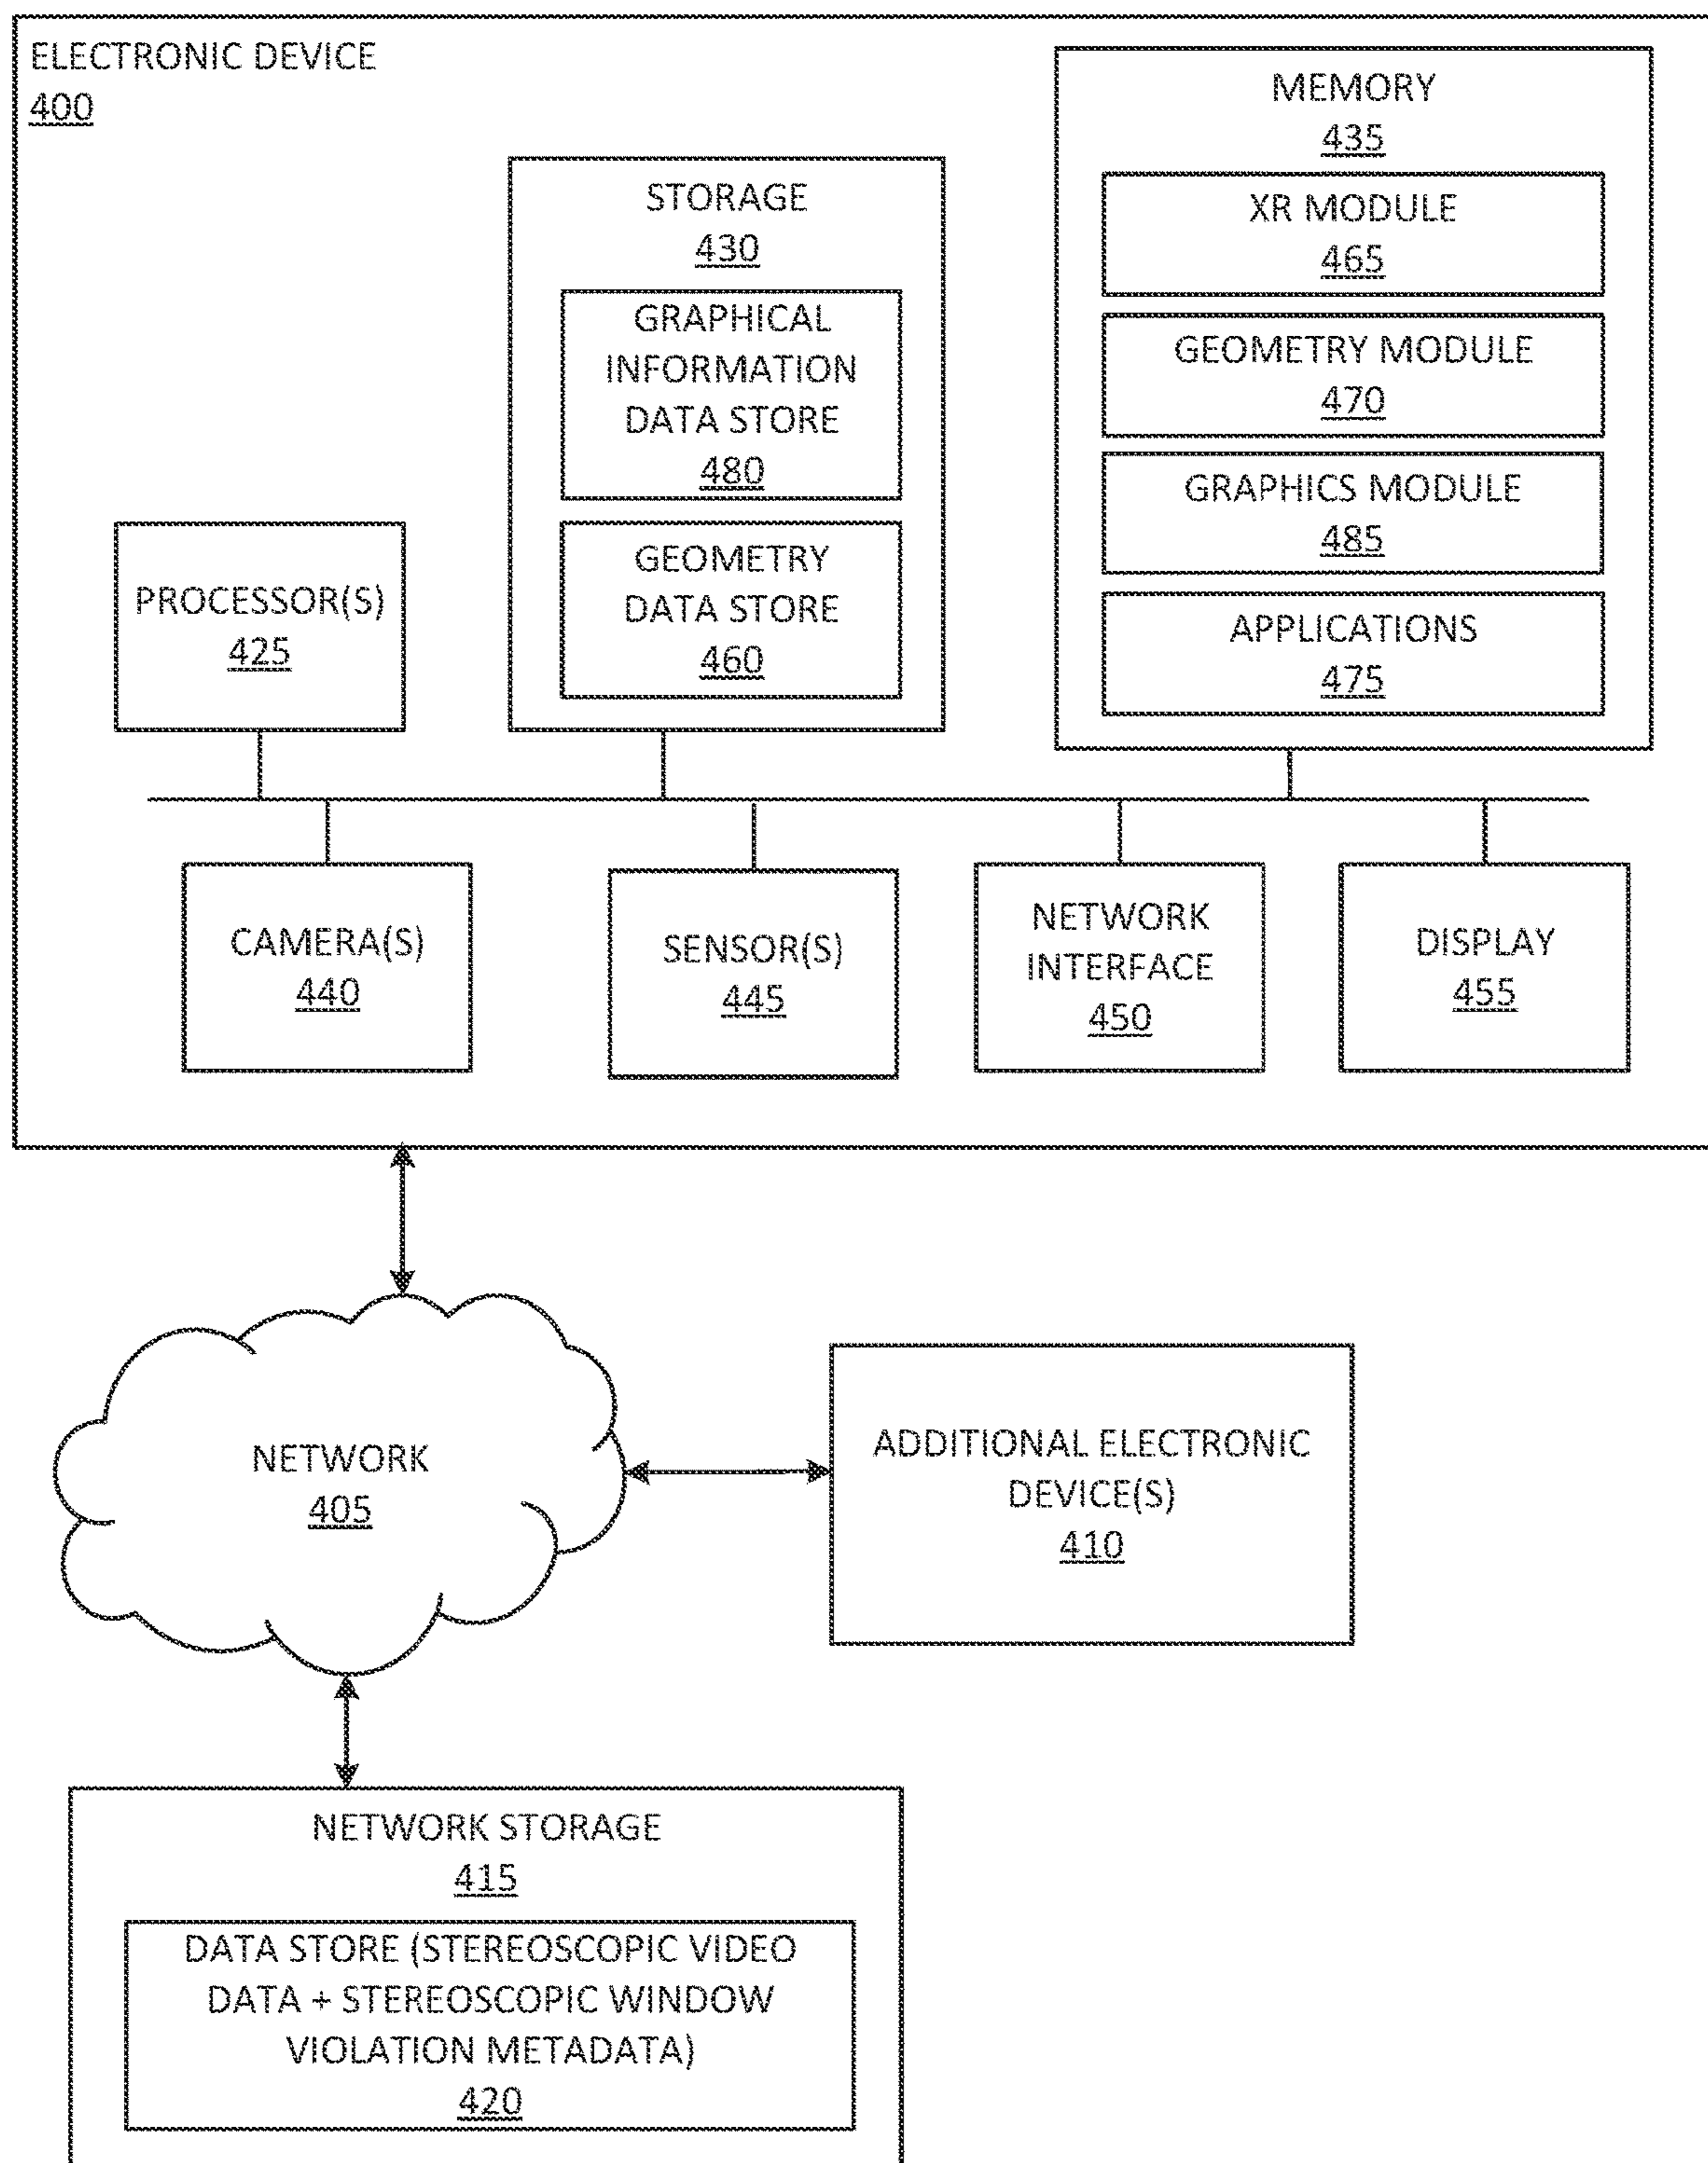 ELECTRONIC DEVICE
400
MEMORY
435
XR MODULE
465
GEOMETRY MODULE
470
GRAPHICS MODULE
485
APPLICATIONS
475
STORAGE
430
GRAPHICAL
INFORMATION
DATA STORE
480
GEOMETRY
DATA STORE
460
PROCESSOR(S)
425
CAMERA(S)
440
SENSOR(S)
445
NETWORK
INTERFACE
450
DISPLAY
455
NETWORK
405
ADDITIONAL ELECTRONIC
DEVICE(S)
410
NETWORK STORAGE
415
DATA STORE (STEREOSCOPIC VIDEO
DATA + STEREOSCOPIC WINDOW
VIOLATION METADATA)
420